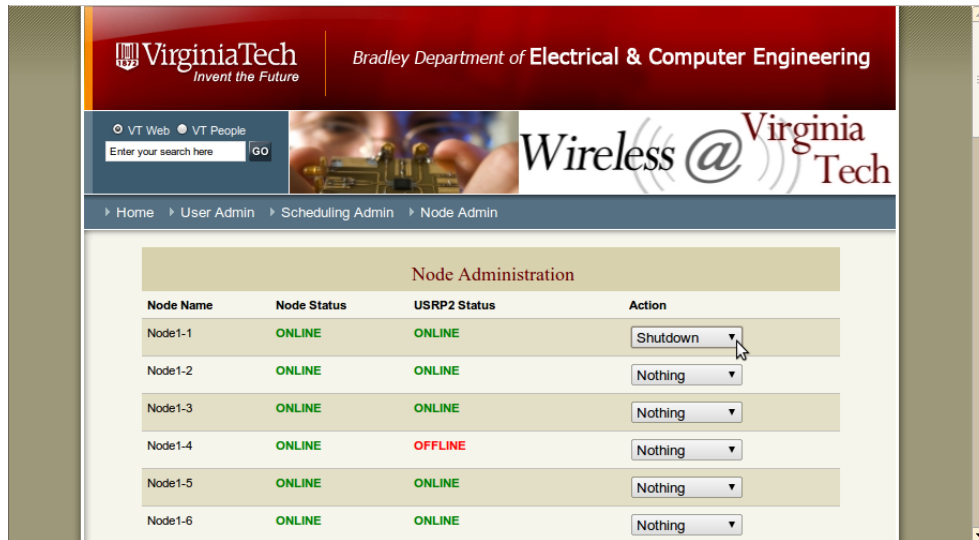 VirginiaTech
1872
Invent the Future
Bradley Department of Electrical & Computer Engineering
VT Web VT People
Enter your search here GO
Wireless @ Virginia Tech
Home User Admin Scheduling Admin Node Admin
Node Administration
Node Name Node Status USRP2 Status Action
Node1-1 ONLINE ONLINE Shutdown
Node1-2 ONLINE ONLINE Nothing
Node1-3 ONLINE ONLINE Nothing
Node1-4 ONLINE OFFLINE Nothing
Node1-5 ONLINE ONLINE Nothing
Node1-6 ONLINE ONLINE Nothing